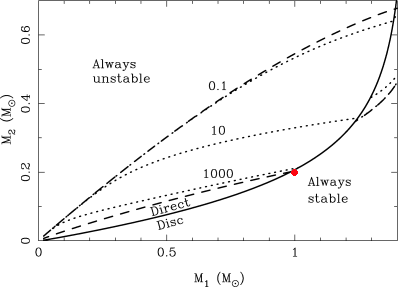 0.6
0.4
0.2
0
M₂ (M☉)
Always
unstable
0.1
10
1000
Direct
Disc
Always
stable
0
0.5
1
M₁ (M☉)